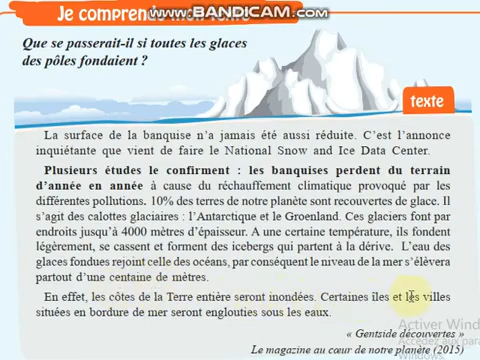 Je comprends mon texte
www.BANDICAM.com
Que se passerait-il si toutes les glaces
des pôles fondaient ?
texte
La surface de la banquise n'a jamais été aussi réduite. C'est l'annonce
inquiétante que vient de faire le National Snow and Ice Data Center.
Plusieurs études le confirment : les banquises perdent du terrain
d'année en année à cause du réchauffement climatique provoqué par les
différentes pollutions. 10% des terres de notre planète sont recouvertes de glace. Il
s'agit des calottes glaciaires : l'Antarctique et le Groenland. Ces glaciers font par
endroits jusqu'à 4000 mètres d'épaisseur. A une certaine température, ils fondent
légèrement, se cassent et forment des icebergs qui partent à la dérive. L'eau des
glaces fondues rejoint celle des océans, par conséquent le niveau de la mer s'élèvera
partout d'une centaine de mètres.
En effet, les côtes de la Terre entière seront inondées. Certaines îles et les villes
situées en bordure de mer seront englouties sous les eaux.
Activer Wind
Accédez aux para
Windows.
« Gentside découvertes »
Le magazine au cœur de notre planète (2015)